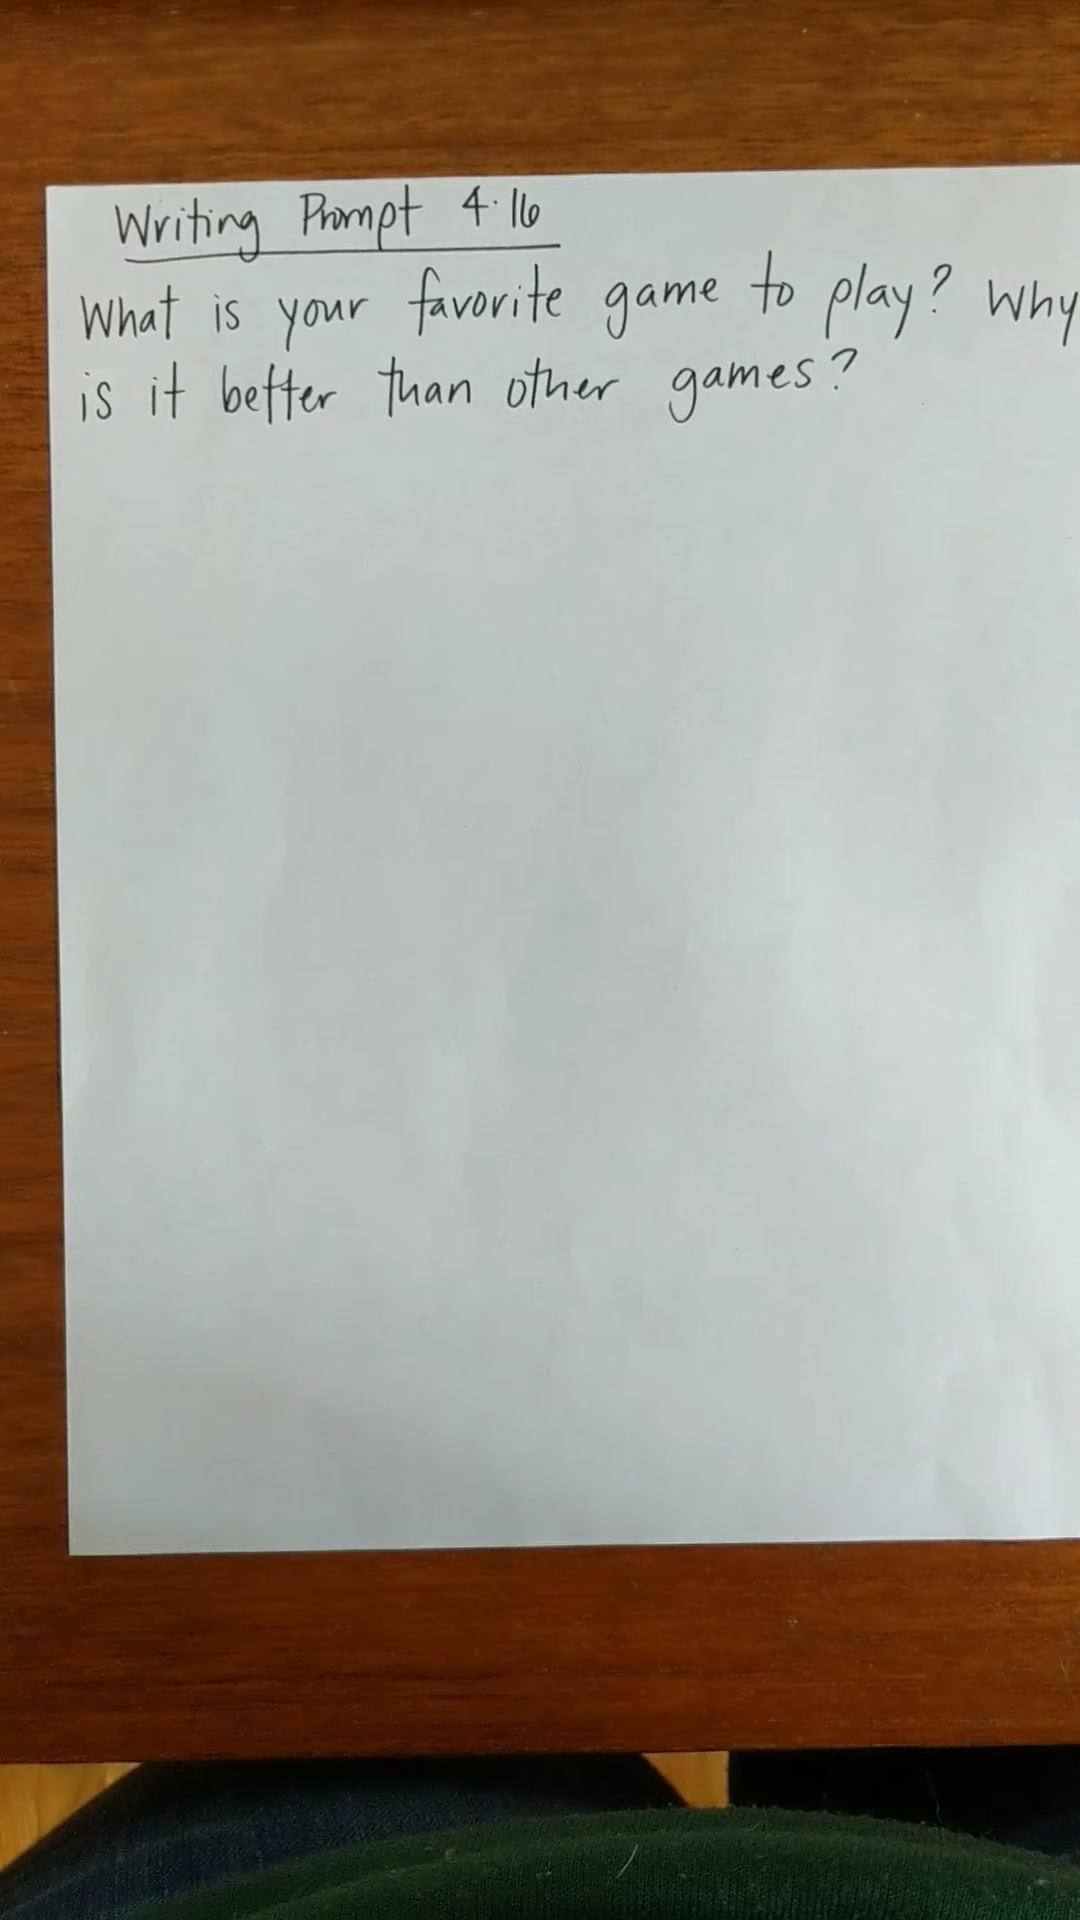 Writing Prompt 4.16
What is your favorite game to play? Why
is it better than other games?